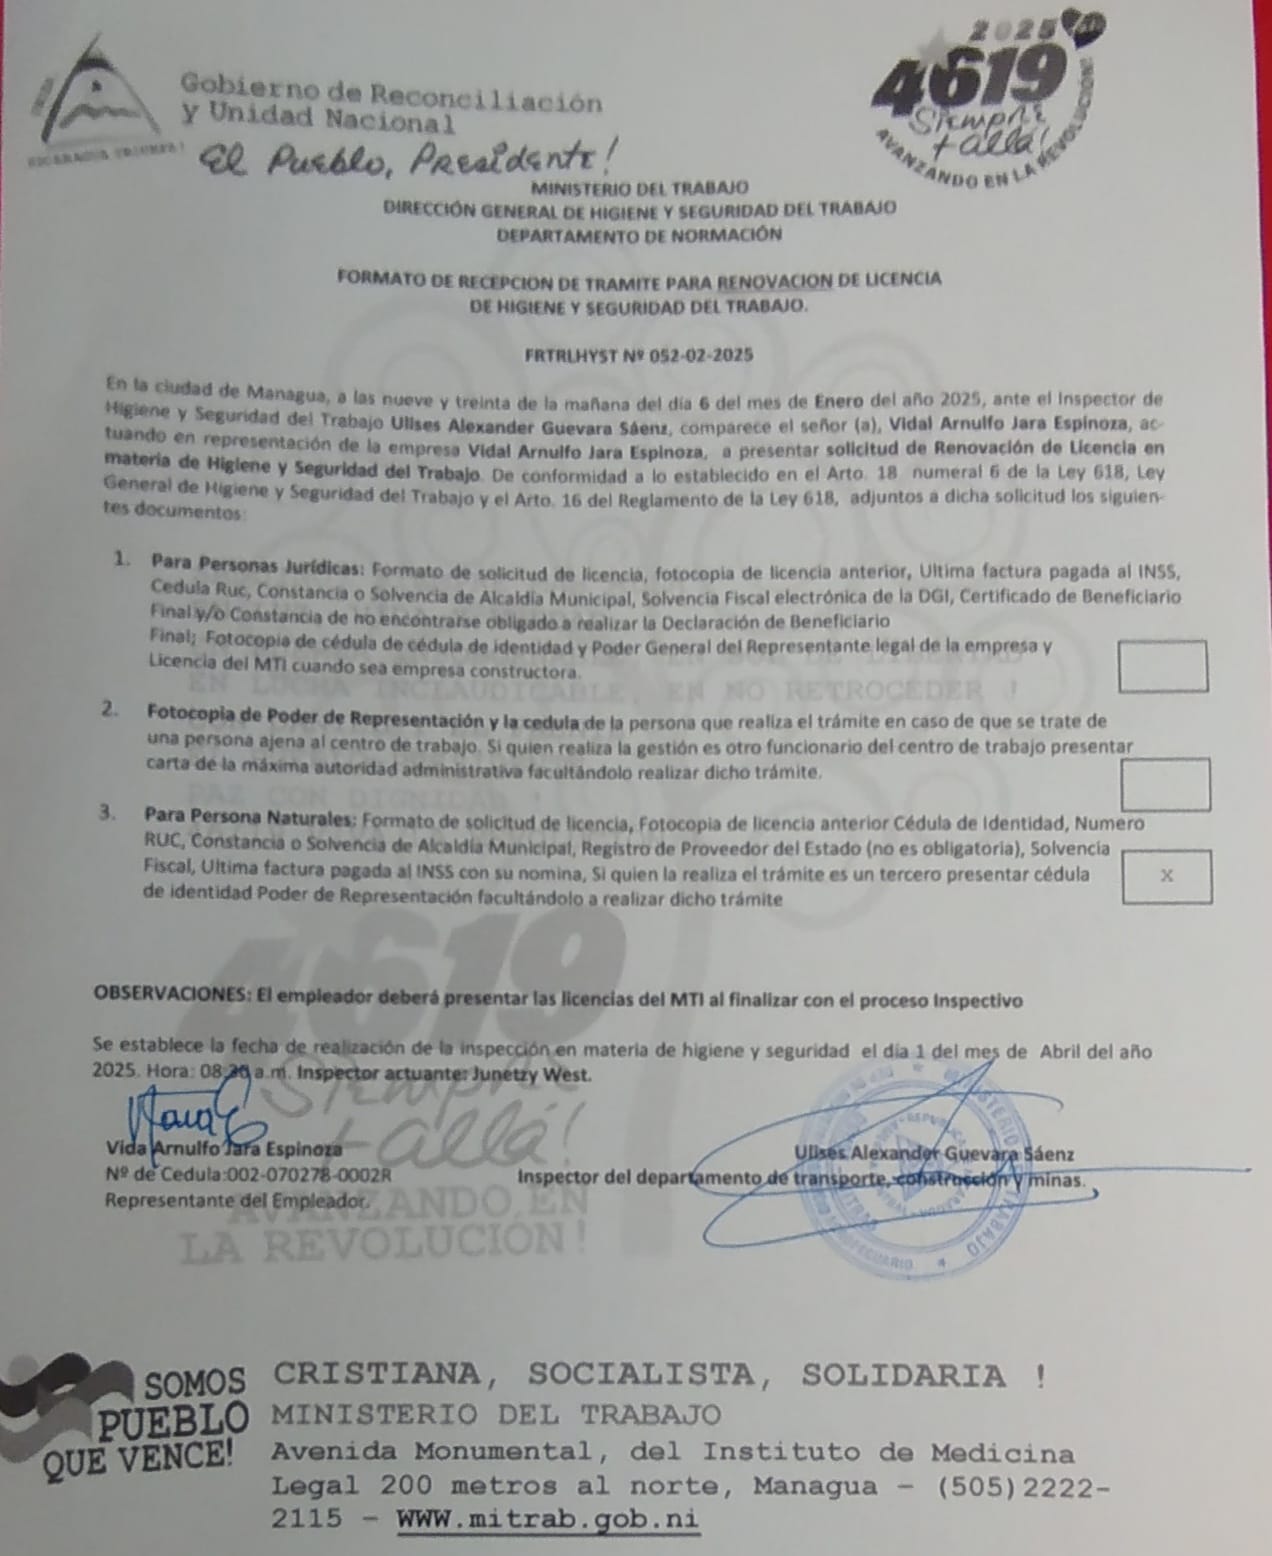 2025
4619
Siempre
+ allá!
AVANZANDO EN LA REVOLUCION!
Gobierno de Reconciliación
y Unidad Nacional
El Pueblo, Presidente!
NICARAGUA TRIUNFA!
MINISTERIO DEL TRABAJO
DIRECCIÓN GENERAL DE HIGIENE Y SEGURIDAD DEL TRABAJO
DEPARTAMENTO DE NORMACIÓN
FORMATO DE RECEPCION DE TRAMITE PARA RENOVACION DE LICENCIA
DE HIGIENE Y SEGURIDAD DEL TRABAJO.
FRTRLHYST Nº 052-02-2025
En la ciudad de Managua, a las nueve y treinta de la mañana del día 6 del mes de Enero del año 2025, ante el Inspector de
Higiene y Seguridad del Trabajo Ulises Alexander Guevara Sáenz, comparece el señor (a), Vidal Arnulfo Jara Espinoza, ac-
tuando en representación de la empresa Vidal Arnulfo Jara Espinoza, a presentar solicitud de Renovación de Licencia en
materia de Higiene y Seguridad del Trabajo. De conformidad a lo establecido en el Arto. 18 numeral 6 de la Ley 618, Ley
General de Higiene y Seguridad del Trabajo y el Arto. 16 del Reglamento de la Ley 618, adjuntos a dicha solicitud los siguien-
tes documentos:
1. Para Personas Jurídicas: Formato de solicitud de licencia, fotocopia de licencia anterior, Ultima factura pagada al INSS,
Cedula Ruc, Constancia o Solvencia de Alcaldía Municipal, Solvencia Fiscal electrónica de la DGI, Certificado de Beneficiario
Final y/o Constancia de no encontrarse obligado a realizar la Declaración de Beneficiario
Final; Fotocopia de cédula de cédula de identidad y Poder General del Representante legal de la empresa y
Licencia del MTI cuando sea empresa constructora.
EN LUCHA INCLAUDICABLE, EN NO RETROCEDER !
2. Fotocopia de Poder de Representación y la cedula de la persona que realiza el trámite en caso de que se trate de
una persona ajena al centro de trabajo. Si quien realiza la gestión es otro funcionario del centro de trabajo presentar
carta de la máxima autoridad administrativa facultándolo realizar dicho trámite.
PAZ CON DIGNIDAD
3. Para Persona Naturales: Formato de solicitud de licencia, Fotocopia de licencia anterior Cédula de Identidad, Numero
RUC, Constancia o Solvencia de Alcaldía Municipal, Registro de Proveedor del Estado (no es obligatoria), Solvencia
Fiscal, Ultima factura pagada al INSS con su nomina, Si quien la realiza el trámite es un tercero presentar cédula
de identidad Poder de Representación facultándolo a realizar dicho trámite
X
4619
OBSERVACIONES: El empleador deberá presentar las licencias del MTI al finalizar con el proceso Inspectivo
Se establece la fecha de realización de la inspección en materia de higiene y seguridad el día 1 del mes de Abril del año
2025. Hora: 08:30 a.m. Inspector actuante: Junetzy West.
Siempre
+ allá!
Vida Arnulfo Jara Espinoza
Nº de Cedula:002-070278-0002R
Representante del Empleador.
Ulises Alexander Guevara Sáenz
Inspector del departamento de transporte, construcción y minas.
AVANZANDO EN
LA REVOLUCIÓN!
SOMOS
PUEBLO
QUE VENCE!
CRISTIANA, SOCIALISTA, SOLIDARIA !
MINISTERIO DEL TRABAJO
Avenida Monumental, del Instituto de Medicina
Legal 200 metros al norte, Managua – (505)2222-
2115 – WWW.mitrab.gob.ni